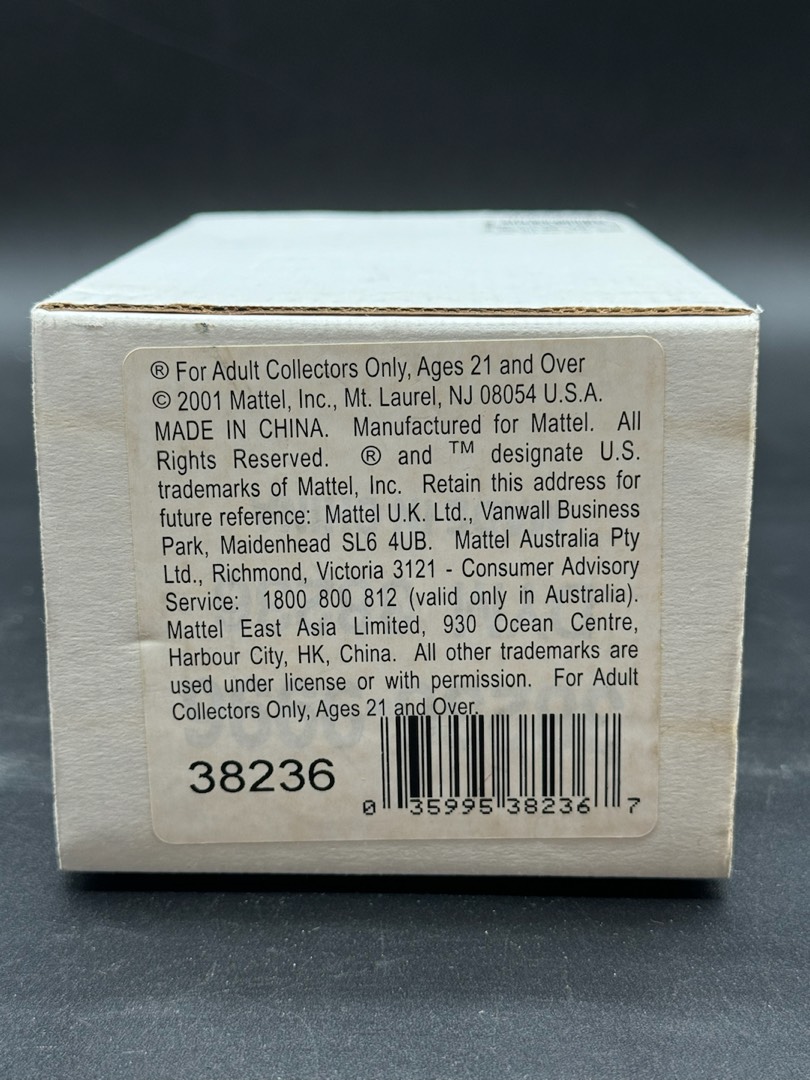 ® For Adult Collectors Only, Ages 21 and Over
© 2001 Mattel, Inc., Mt. Laurel, NJ 08054 U.S.A.
MADE IN CHINA. Manufactured for Mattel. All
Rights Reserved. ® and ™ designate U.S.
trademarks of Mattel, Inc. Retain this address for
future reference: Mattel U.K. Ltd., Vanwall Business
Park, Maidenhead SL6 4UB. Mattel Australia Pty
Ltd., Richmond, Victoria 3121 - Consumer Advisory
Service: 1800 800 812 (valid only in Australia).
Mattel East Asia Limited, 930 Ocean Centre,
Harbour City, HK, China. All other trademarks are
used under license or with permission. For Adult
Collectors Only, Ages 21 and Over.
38236
0 35995 38236 7